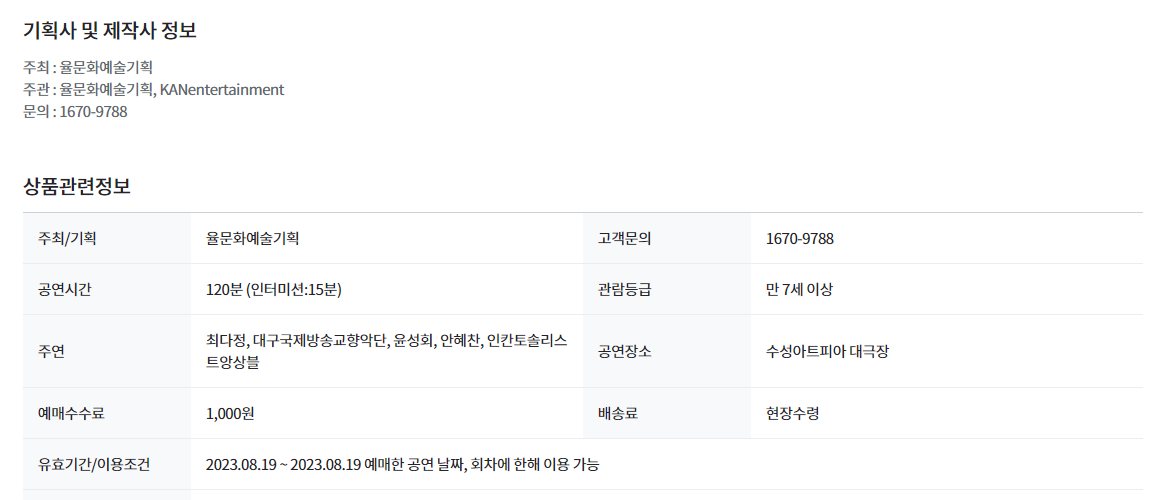 기획사 및 제작사 정보
주최 : 율문화예술기획
주관 : 율문화예술기획, KANentertainment
문의 : 1670-9788
상품관련정보
주최/기획 율문화예술기획 고객문의 1670-9788
공연시간 120분 (인터미션:15분) 관람등급 만 7세 이상
주연 최다정, 대구국제방송교향악단, 윤성회, 안혜찬, 인칸토솔리스
트앙상블 공연장소 수성아트피아 대극장
예매수수료 1,000원 배송료 현장수령
유효기간/이용조건 2023.08.19 ~ 2023.08.19 예매한 공연 날짜, 회차에 한해 이용 가능